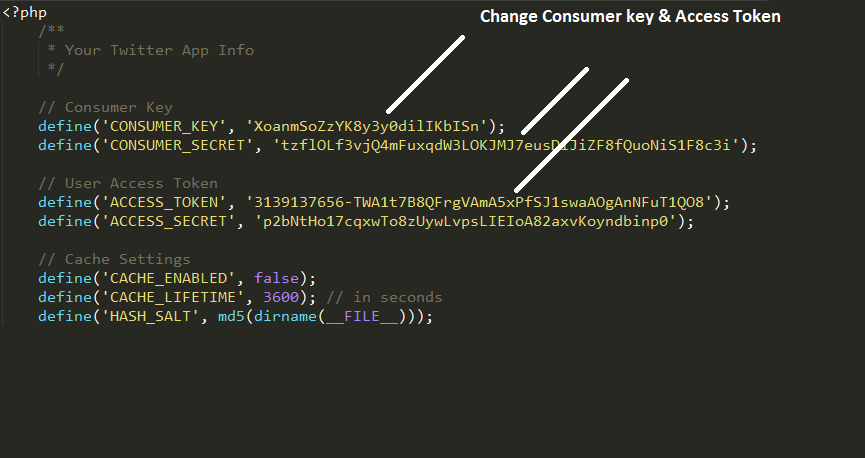 Change Consumer key & Access Token
<?php
/**
* Your Twitter App Info
*/
// Consumer Key
define('CONSUMER_KEY', 'XoanmSoZzYK8y3y0dilIKbISn');
define('CONSUMER_SECRET', '');
// User Access Token
define('ACCESS_TOKEN', '3139137656-TWA1t7B8QFrgVAmA5xPfSJ1swaAOgAnNFuT1QO8');
define('ACCESS_SECRET', 'p2bNtHo17cqxwTo8zUywLvpsLIEIoA82axvKoyndbinp0');
// Cache Settings
define('CACHE_ENABLED', false);
define('CACHE_LIFETIME', 3600); // in seconds
define('HASH_SALT', md5(dirname(__FILE__)));